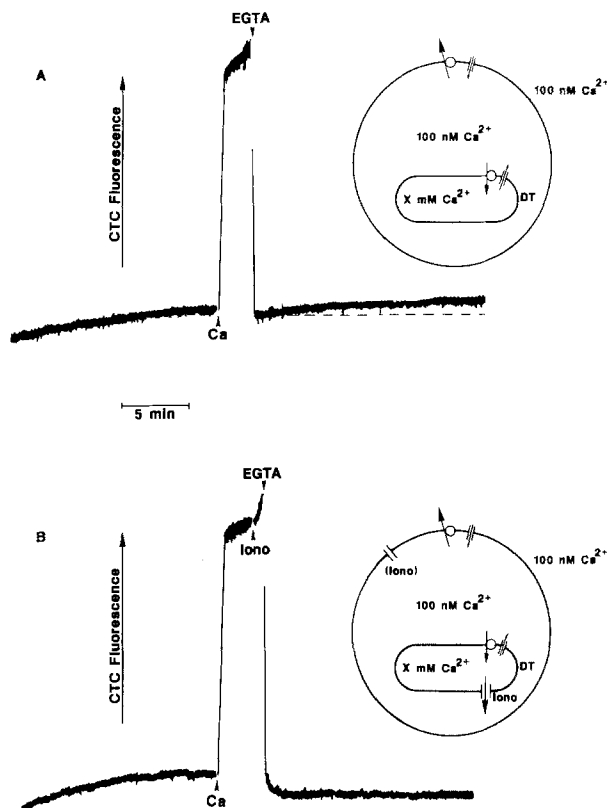 EGTA
A
CTC Fluorescence
Ca
100 nM Ca2+
100 nM Ca2+
X mM Ca2+
DT
5 min
EGTA
B
Iono
CTC Fluorescence
Ca
(Iono)
100 nM Ca2+
100 nM Ca2+
X mM Ca2+
DT
Iono